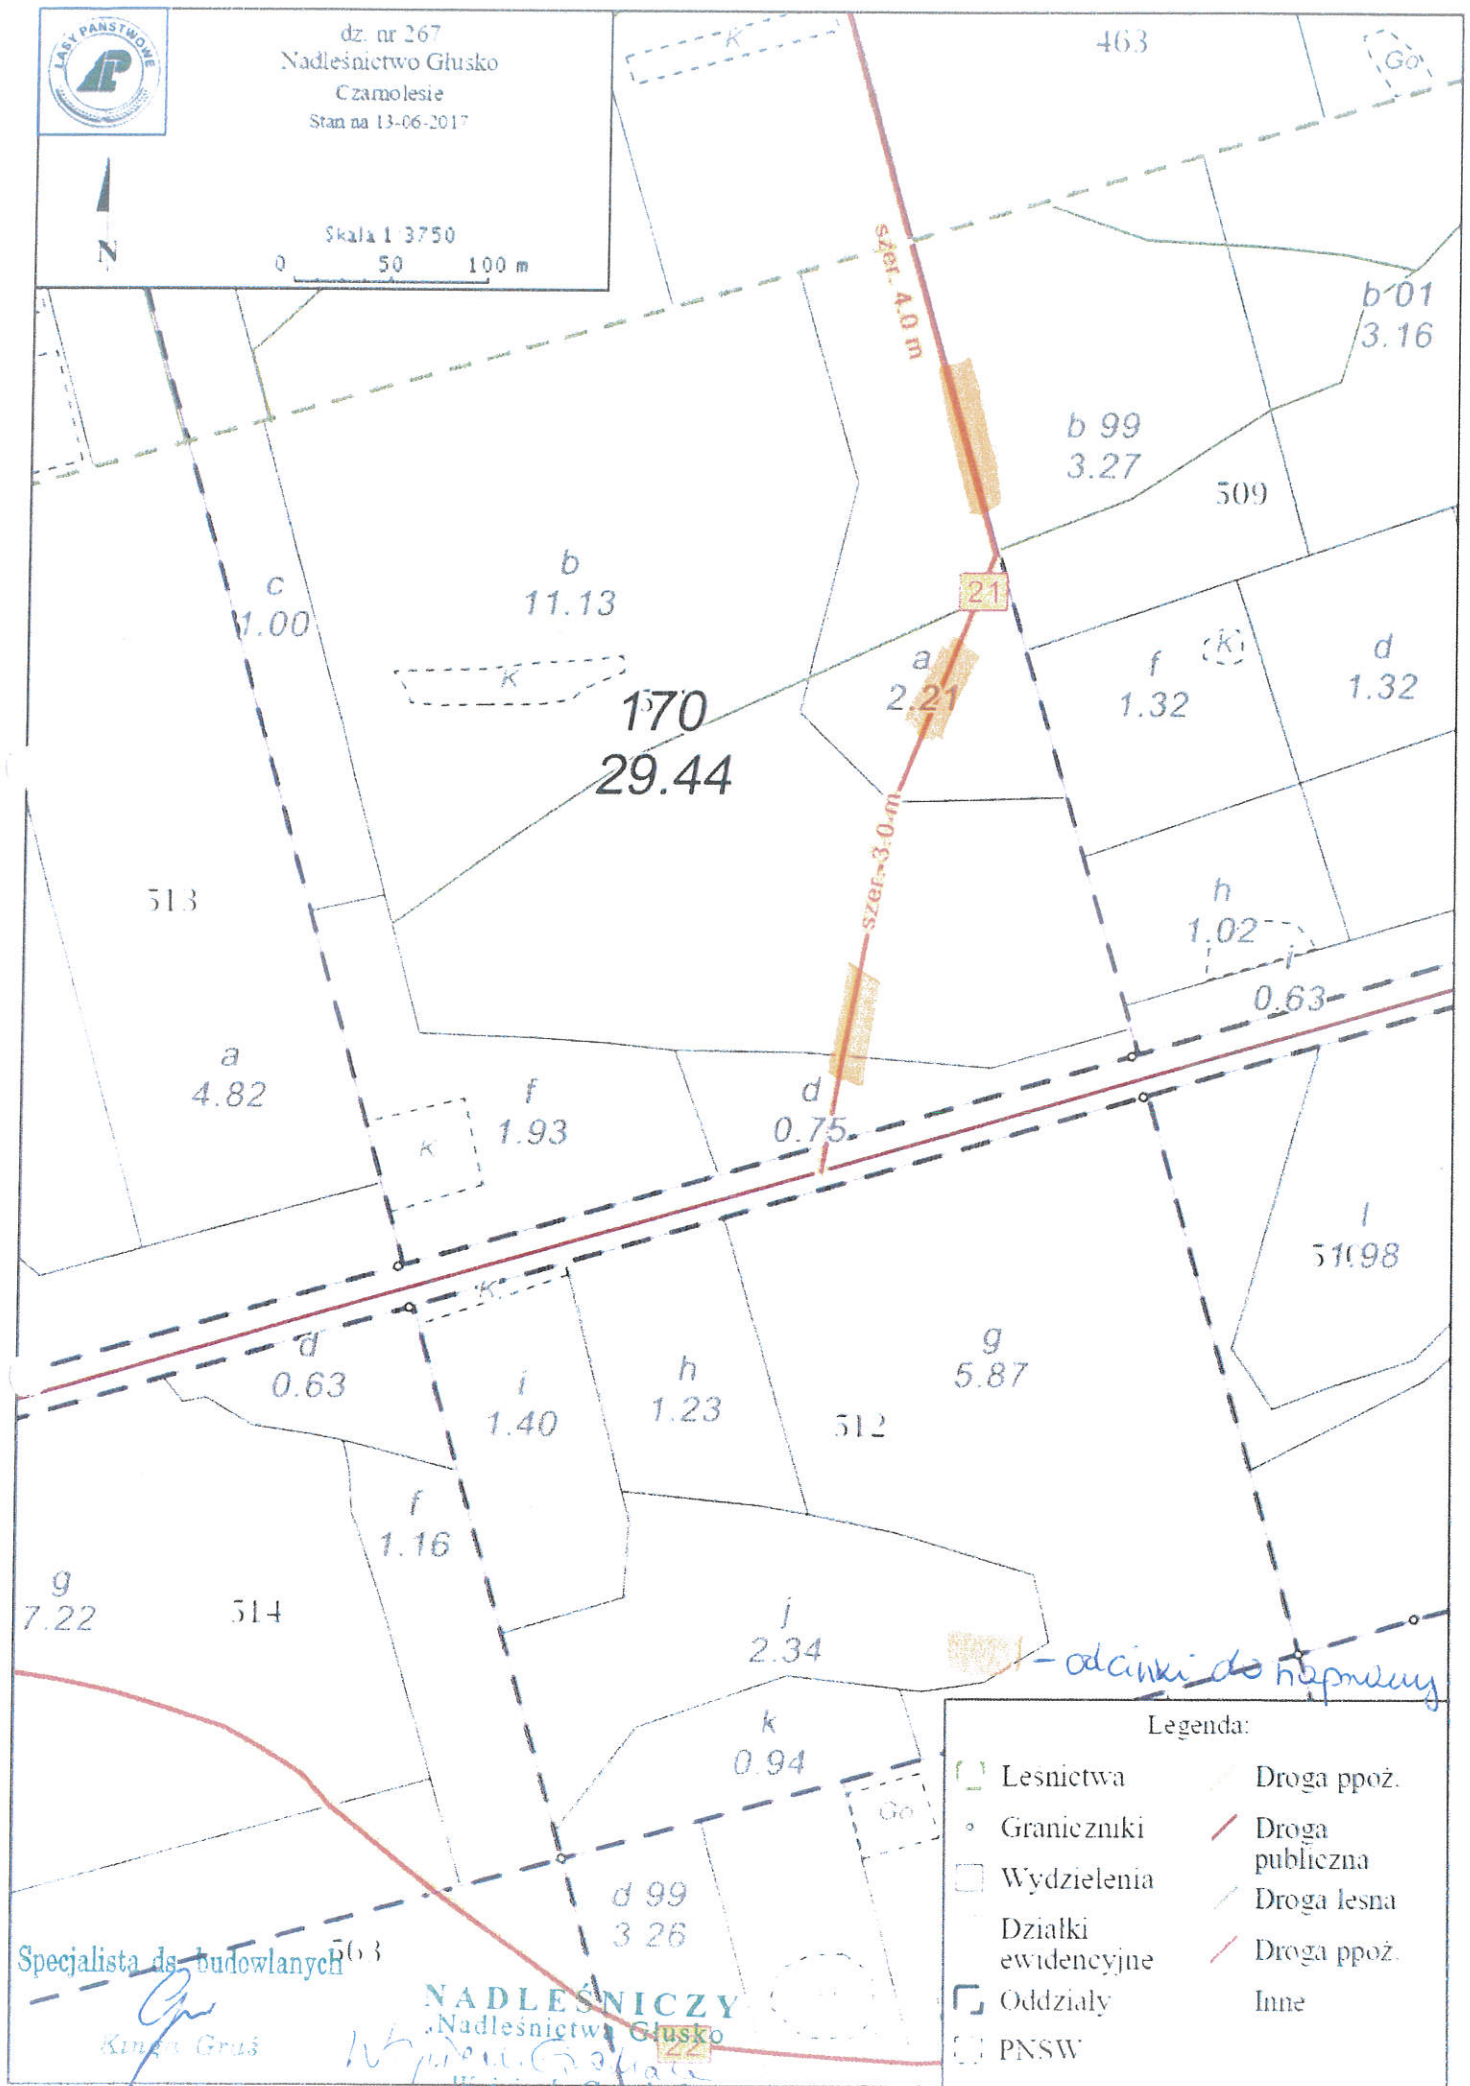 LASY PAŃSTWOWE
dz. nr 267
Nadleśnictwo Głusko
Czarnolesie
Stan na 13-06-2017
N
Skala 1:3750
0 50 100 m
K
463
Go
szer. 4.0 m
b 01
3.16
b 99
3.27
509
c
1.00
b
11.13
K
170
29.44
21
a
2.21
f
1.32
K
d
1.32
szer. 3.0 m
513
h
1.02
i
0.63
a
4.82
K
f
1.93
d
0.75
l
1.98
K
d
0.63
i
1.40
h
1.23
g
5.87
512
f
1.16
g
7.22
514
j
2.34
- odcinki do naprawy
k
0.94
Go
d 99
3 26
563
22
Legenda:
Leśnictwa
Graniczniki
Wydzielenia
Działki
ewidencyjne
Oddziały
PNSW
Droga ppoż.
Droga
publiczna
Droga leśna
Droga ppoż.
Inne
Specjalista ds. budowlanych
Kinga Gruś
NADLEŚNICZY
Nadleśnictwa Głusko